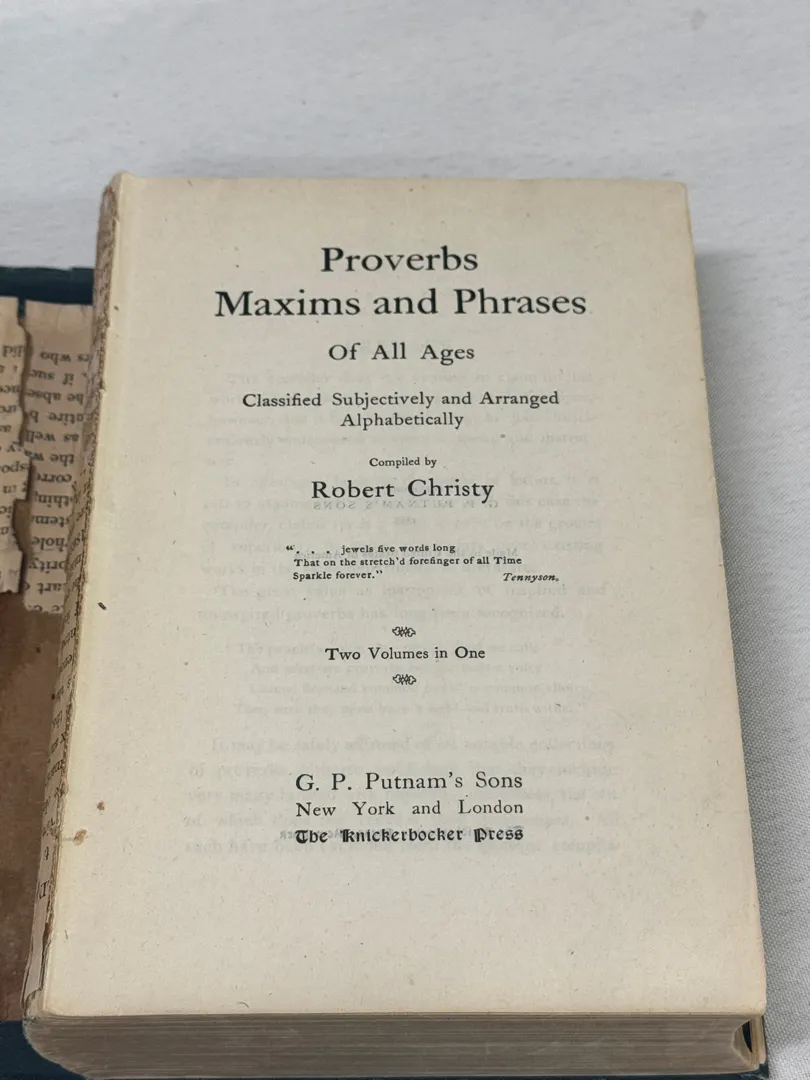 Proverbs
Maxims and Phrases
Of All Ages
Classified Subjectively and Arranged
Alphabetically
Compiled by
Robert Christy
“. . . jewels five words long
That on the stretch'd forefinger of all Time
Sparkle forever.” Tennyson.
Two Volumes in One
G. P. Putnam's Sons
New York and London
The Knickerbocker Press